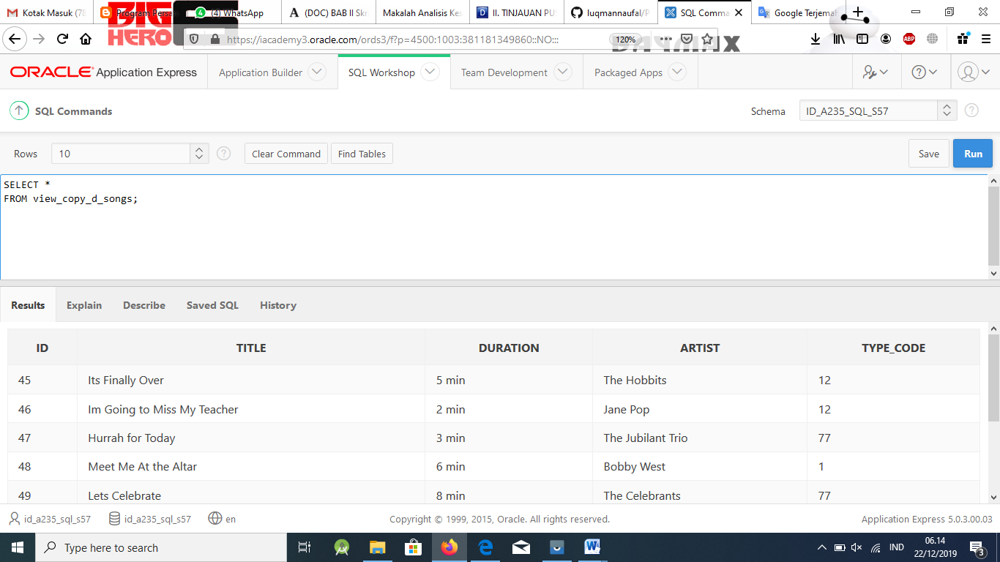 Kotak Masuk (78
Program Persam
(4) WhatsApp
(DOC) BAB II Skr
Makalah Analisis Kes
II. TINJAUAN PU
luqmannaufal/P
SQL Comma
Google Terjemah
BIG
HERO
https://iacademy3.oracle.com/ords3/f?p=4500:1003:381181349860::NO:::
120%
BAYMAX
ABP
ORACLE Application Express
Application Builder
SQL Workshop
Team Development
Packaged Apps
SQL Commands
Schema
ID_A235_SQL_S57
Rows
10
Clear Command
Find Tables
Save
Run
SELECT *
FROM view_copy_d_songs;
Results
Explain
Describe
Saved SQL
History
ID TITLE DURATION ARTIST TYPE_CODE
45 Its Finally Over 5 min The Hobbits 12
46 Im Going to Miss My Teacher 2 min Jane Pop 12
47 Hurrah for Today 3 min The Jubilant Trio 77
48 Meet Me At the Altar 6 min Bobby West 1
49 Lets Celebrate 8 min The Celebrants 77
id_a235_sql_s57
id_a235_sql_s57
en
Copyright © 1999, 2015, Oracle. All rights reserved.
Application Express 5.0.3.00.03
Type here to search
IND
06.14
22/12/2019
3